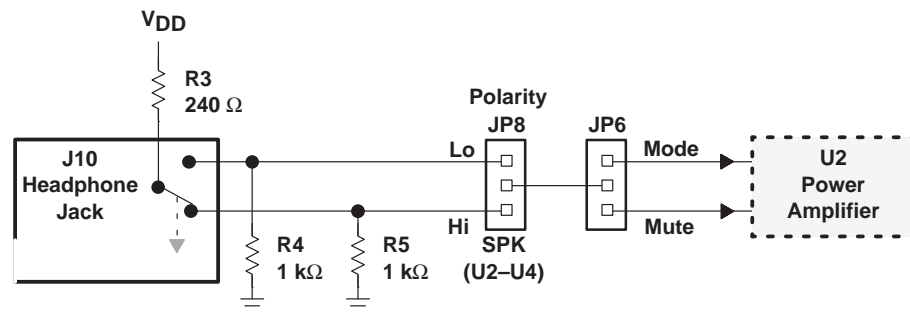 VDD
R3
240 Ω
Polarity
JP8
JP6
J10
Headphone
Jack
Lo
Mode
U2
Power
Amplifier
Hi
Mute
R4
1 kΩ
R5
1 kΩ
SPK
(U2–U4)